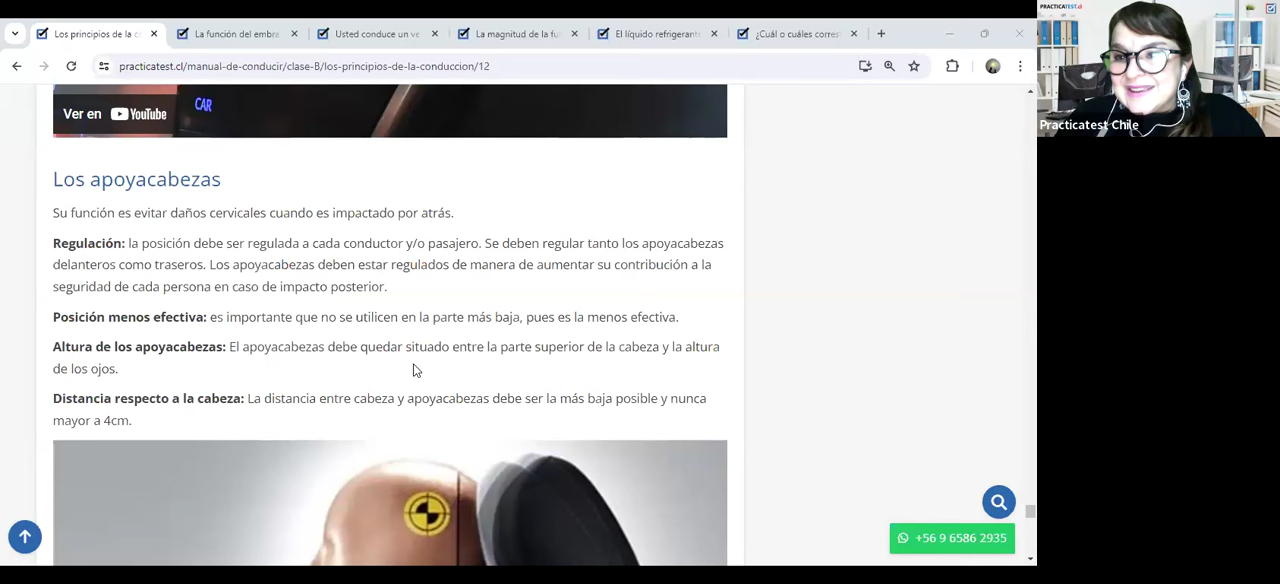 Los principios de la c
La función del embra
Usted conduce un ve
La magnitud de la fu
El líquido refrigerant
¿Cuál o cuáles corres
practicatest.cl/manual-de-conducir/clase-B/los-principios-de-la-conduccion/12
PRACTICATEST.cl
Practicatest Chile
Ver en YouTube
CAR
Los apoyacabezas
Su función es evitar daños cervicales cuando es impactado por atrás.
Regulación: la posición debe ser regulada a cada conductor y/o pasajero. Se deben regular tanto los apoyacabezas
delanteros como traseros. Los apoyacabezas deben estar regulados de manera de aumentar su contribución a la
seguridad de cada persona en caso de impacto posterior.
Posición menos efectiva: es importante que no se utilicen en la parte más baja, pues es la menos efectiva.
Altura de los apoyacabezas: El apoyacabezas debe quedar situado entre la parte superior de la cabeza y la altura
de los ojos.
Distancia respecto a la cabeza: La distancia entre cabeza y apoyacabezas debe ser la más baja posible y nunca
mayor a 4cm.
+56 9 6586 2935